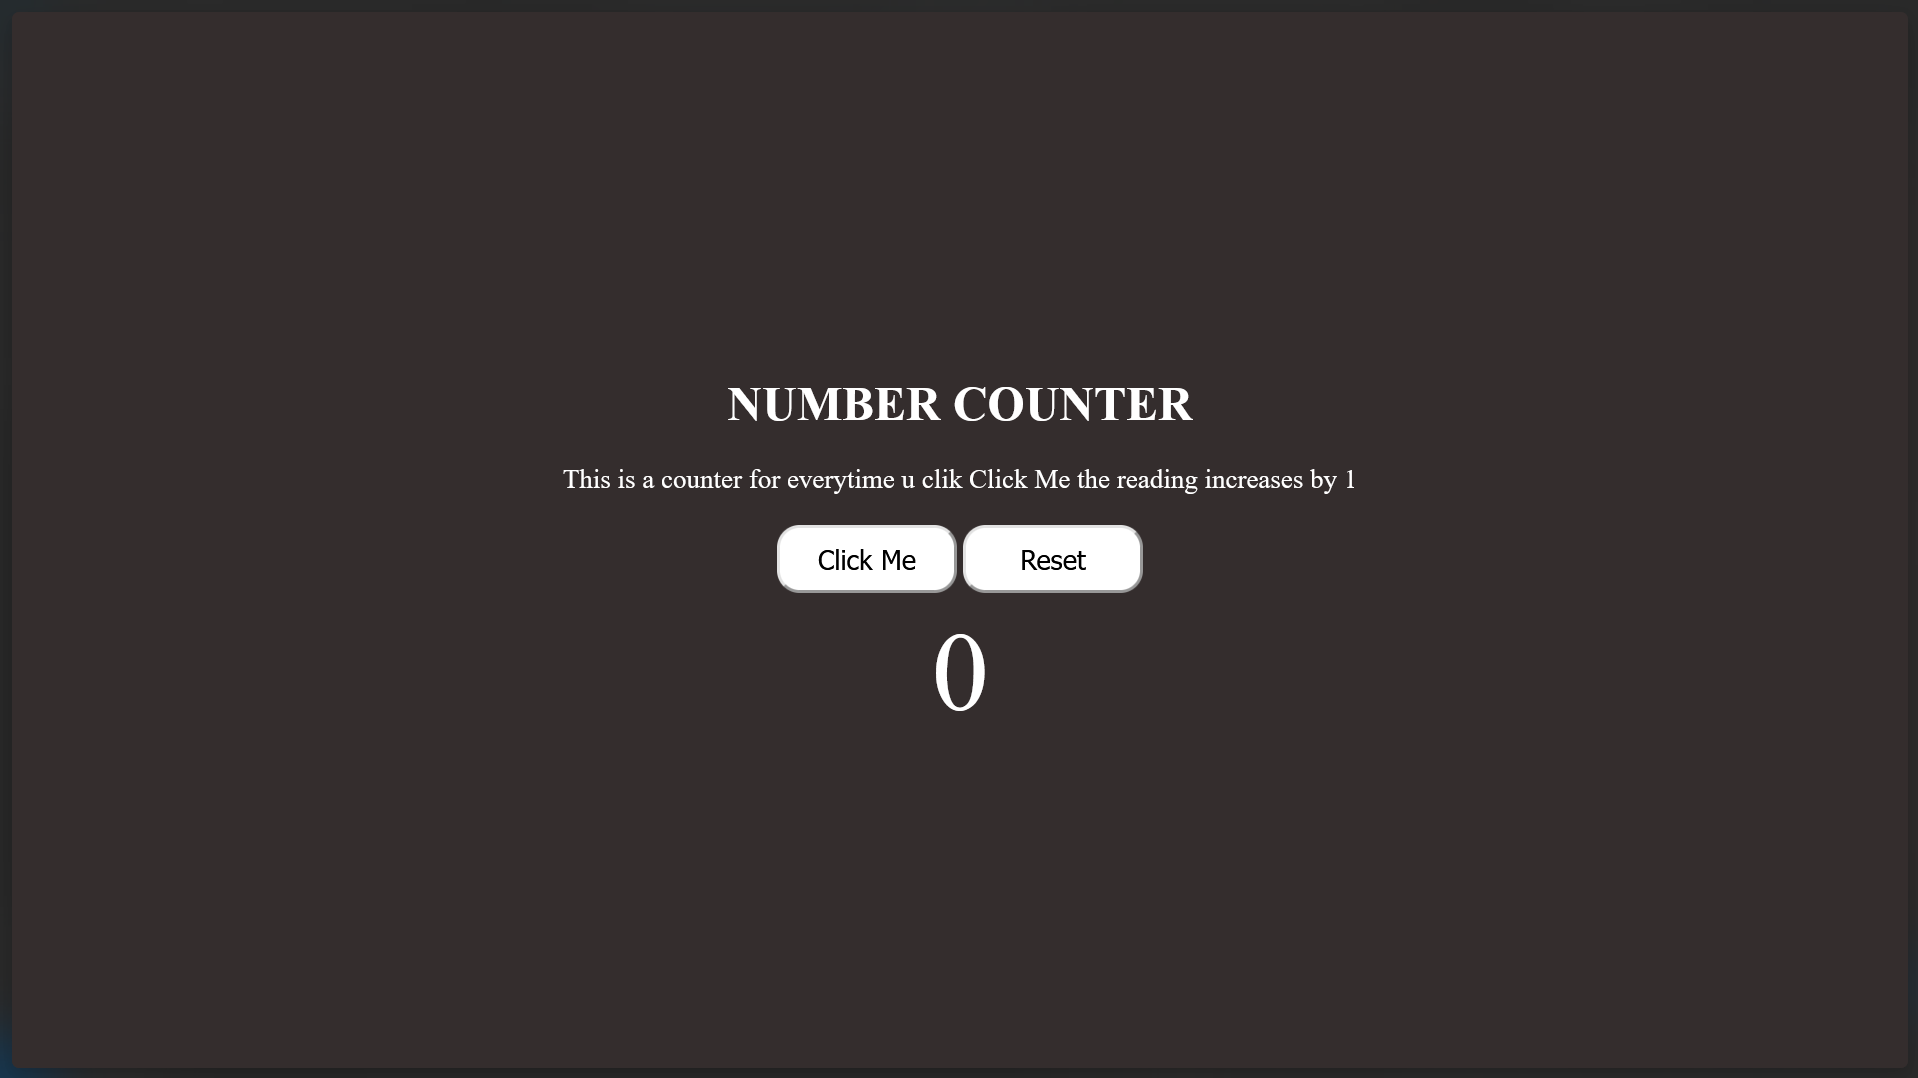 NUMBER COUNTER
This is a counter for everytime u clik Click Me the reading increases by 1
Click Me Reset
0